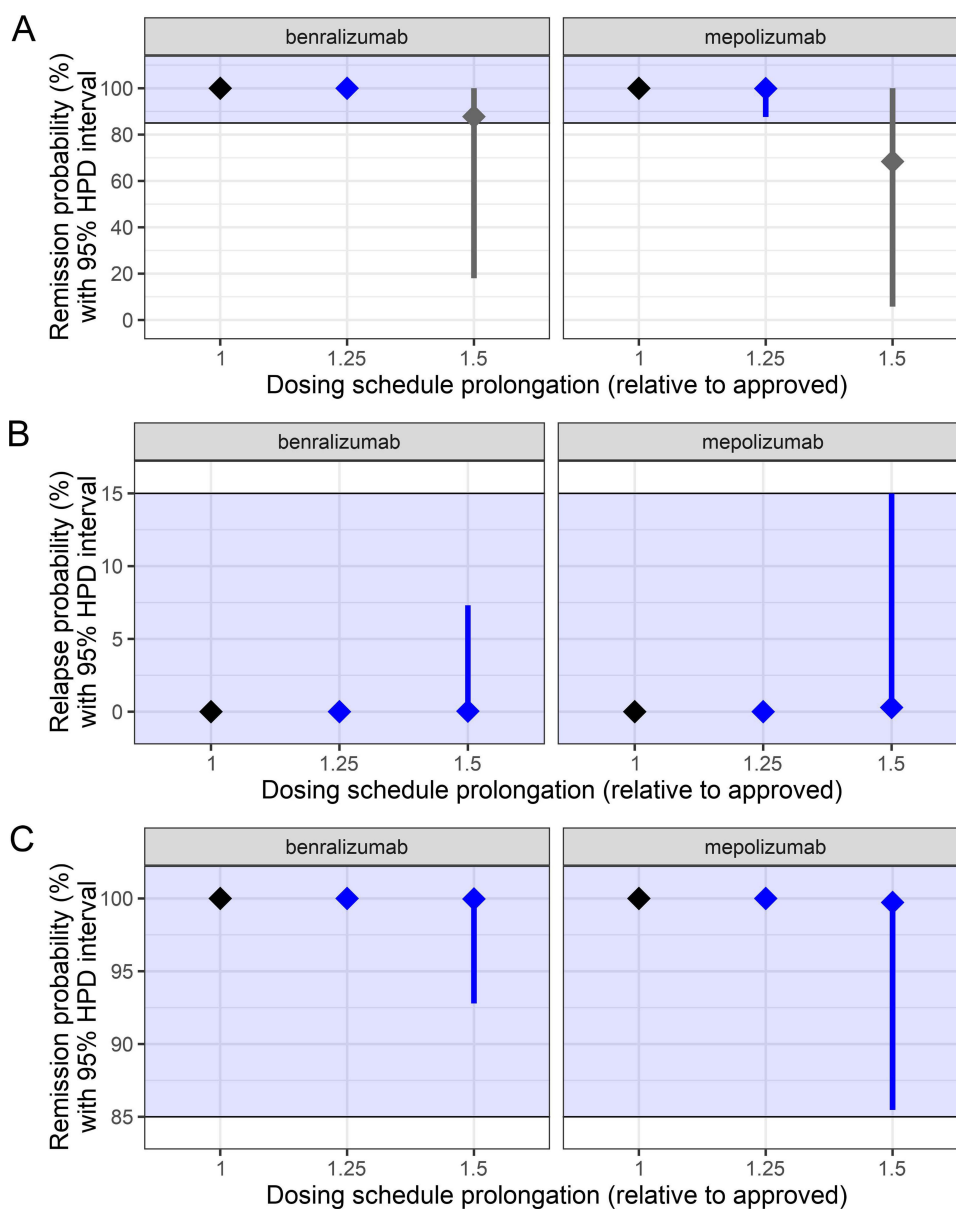 A
benralizumab
mepolizumab
Remission probability (%)
with 95% HPD interval
100
80
60
40
20
0
1
1.25
1.5
1
1.25
1.5
Dosing schedule prolongation (relative to approved)
B
benralizumab
mepolizumab
Relapse probability (%)
with 95% HPD interval
15
10
5
0
1
1.25
1.5
1
1.25
1.5
Dosing schedule prolongation (relative to approved)
C
benralizumab
mepolizumab
Remission probability (%)
with 95% HPD interval
100
95
90
85
1
1.25
1.5
1
1.25
1.5
Dosing schedule prolongation (relative to approved)